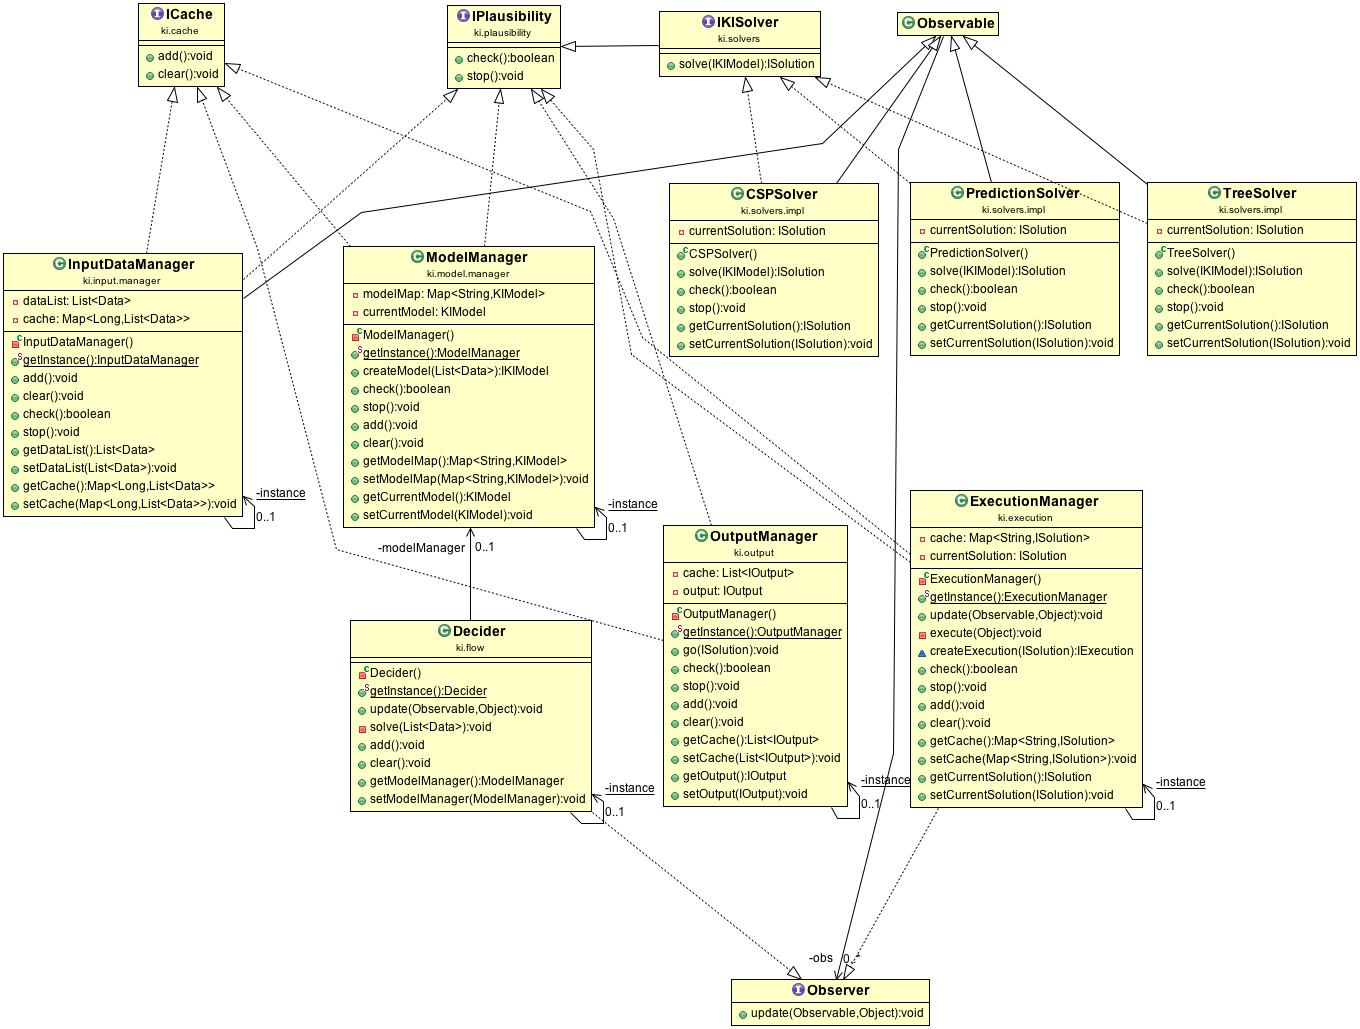 ICache
ki.cache
add():void
clear():void
IPlausibility
ki.plausibility
check():boolean
stop():void
IKISolver
ki.solvers
solve(IKIModel):ISolution
Observable
CSPSolver
ki.solvers.impl
currentSolution: ISolution
CSPSolver()
solve(IKIModel):ISolution
check():boolean
stop():void
getCurrentSolution():ISolution
setCurrentSolution(ISolution):void
PredictionSolver
ki.solvers.impl
currentSolution: ISolution
PredictionSolver()
solve(IKIModel):ISolution
check():boolean
stop():void
getCurrentSolution():ISolution
setCurrentSolution(ISolution):void
TreeSolver
ki.solvers.impl
currentSolution: ISolution
TreeSolver()
solve(IKIModel):ISolution
check():boolean
stop():void
getCurrentSolution():ISolution
setCurrentSolution(ISolution):void
InputDataManager
ki.input.manager
dataList: List<Data>
cache: Map<Long,List<Data>>
InputDataManager()
getInstance():InputDataManager
add():void
clear():void
check():boolean
stop():void
getDataList():List<Data>
setDataList(List<Data>):void
getCache():Map<Long,List<Data>>
setCache(Map<Long,List<Data>>):void
-instance
0..1
ModelManager
ki.model.manager
modelMap: Map<String,KIModel>
currentModel: KIModel
ModelManager()
getInstance():ModelManager
createModel(List<Data>):IKIModel
check():boolean
stop():void
add():void
clear():void
getModelMap():Map<String,KIModel>
setModelMap(Map<String,KIModel>):void
getCurrentModel():KIModel
setCurrentModel(KIModel):void
-instance
0..1
-modelManager
0..1
OutputManager
ki.output
cache: List<IOutput>
output: IOutput
OutputManager()
getInstance():OutputManager
go(ISolution):void
check():boolean
stop():void
add():void
clear():void
getCache():List<IOutput>
setCache(List<IOutput>):void
getOutput():IOutput
setOutput(IOutput):void
-instance
0..1
ExecutionManager
ki.execution
cache: Map<String,ISolution>
currentSolution: ISolution
ExecutionManager()
getInstance():ExecutionManager
update(Observable,Object):void
execute(Object):void
createExecution(ISolution):IExecution
check():boolean
stop():void
add():void
clear():void
getCache():Map<String,ISolution>
setCache(Map<String,ISolution>):void
getCurrentSolution():ISolution
setCurrentSolution(ISolution):void
-instance
0..1
Decider
ki.flow
Decider()
getInstance():Decider
update(Observable,Object):void
solve(List<Data>):void
add():void
clear():void
getModelManager():ModelManager
setModelManager(ModelManager):void
-instance
0..1
-obs
0..*
Observer
update(Observable,Object):void